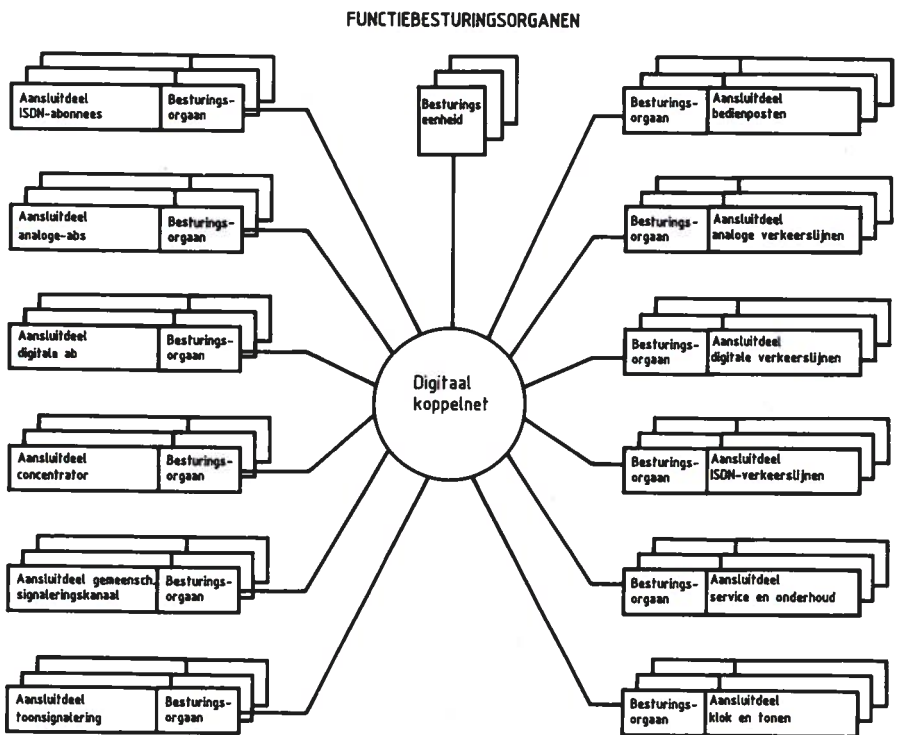 FUNCTIEBESTURINGSORGANEN
Aansluitdeel
ISDN-abonnees
Besturings-
orgaan
Besturings
eenheid
Besturings-
orgaan
Aansluitdeel
bedienposten
Aansluitdeel
analoge-abs
Besturings-
orgaan
Besturings-
orgaan
Aansluitdeel
analoge verkeerslijnen
Aansluitdeel
digitale ab
Besturings-
orgaan
Digitaal
koppelnet
Besturings-
orgaan
Aansluitdeel
digitale verkeerslijnen
Aansluitdeel
concentrator
Besturings-
orgaan
Besturings-
orgaan
Aansluitdeel
ISDN-verkeerslijnen
Aansluitdeel gemeensch.
signaleringskanaal
Besturings-
orgaan
Besturings-
orgaan
Aansluitdeel
service en onderhoud
Aansluitdeel
toonsignalering
Besturings-
orgaan
Besturings-
orgaan
Aansluitdeel
klok en tonen